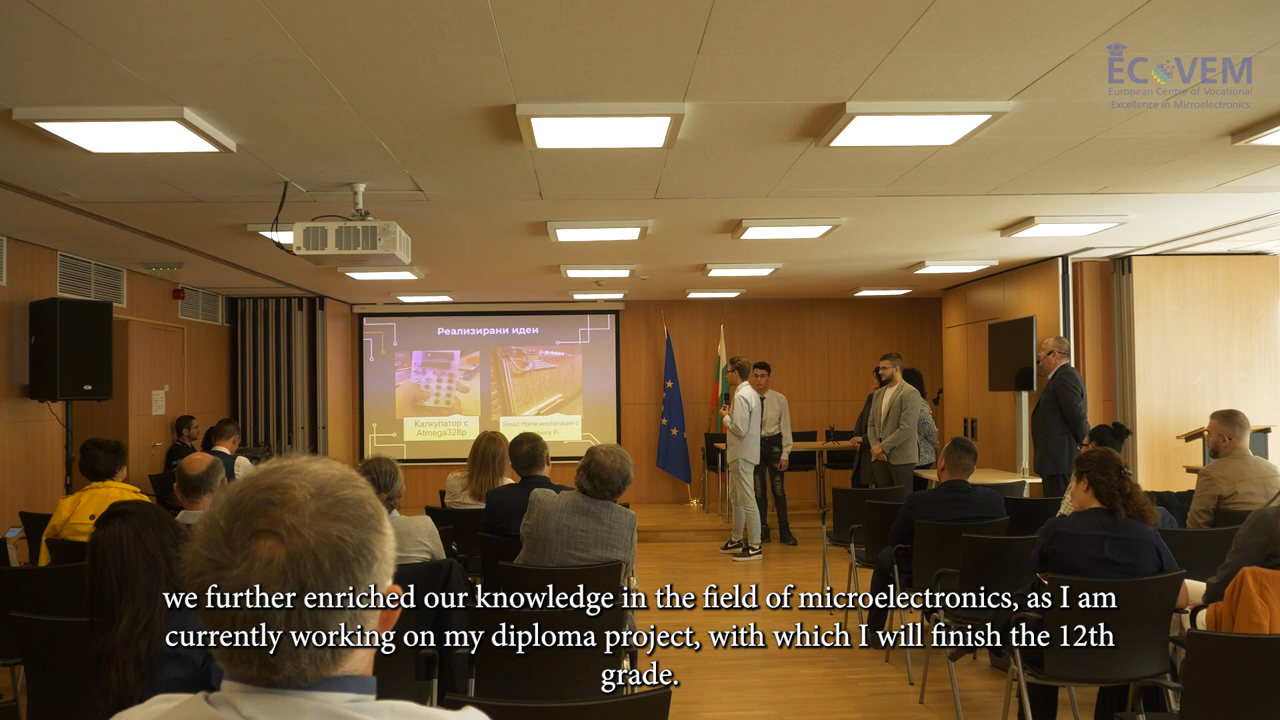 ECOVEM
European Centre of Vocational
Excellence in Microelectronics
Реализирани идеи
Калкулатор с
Atmega328p
Smart Home инсталация с
Pi
we further enriched our knowledge in the field of microelectronics, as I am
currently working on my diploma project, with which I will finish the 12th
grade.